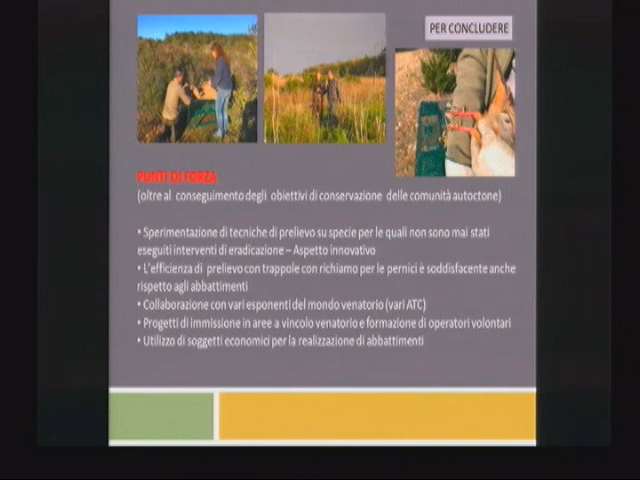 PER CONCLUDERE
PUNTI DI FORZA
(oltre al conseguimento degli obiettivi di conservazione delle comunità autoctone)
• Sperimentazione di tecniche di prelievo su specie per le quali non sono mai stati
eseguiti interventi di eradicazione – Aspetto innovativo
• L'efficienza di prelievo con trappole con richiamo per le pernici è soddisfacente anche
rispetto agli abbattimenti
• Collaborazione con vari esponenti del mondo venatorio (vari ATC)
• Progetti di immissione in aree a vincolo venatorio e formazione di operatori volontari
• Utilizzo di soggetti economici per la realizzazione di abbattimenti